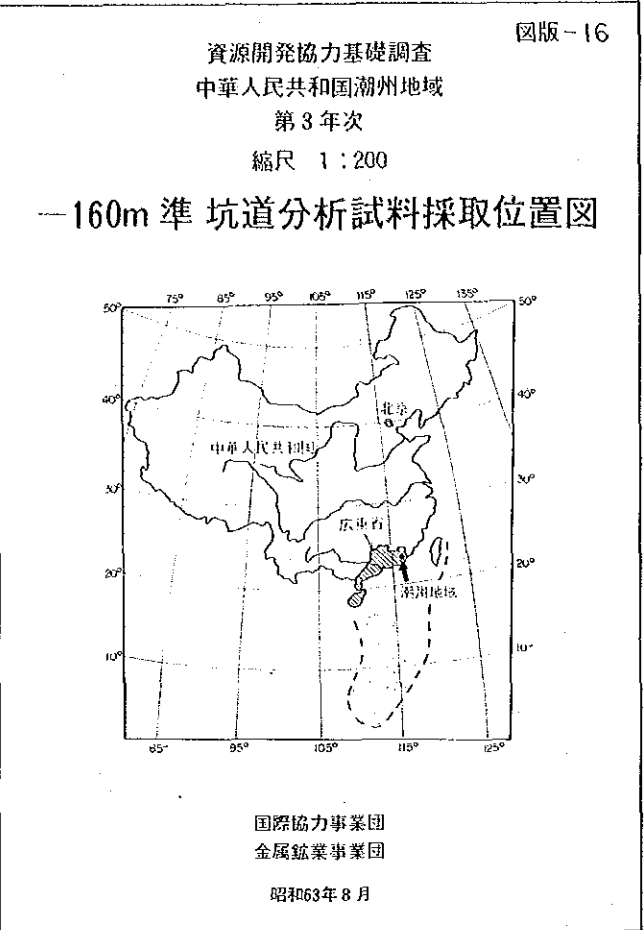 図版-16
資源開発協力基礎調査
中華人民共和国潮州地域
第3年次
縮尺 1:200
-160m 準 坑道分析試料採取位置図
75° 85° 95° 105° 115° 125° 135°
50° 50°
40° 40°
北京
中華人民共和国
30° 30°
広東省
20° 20°
潮州地域
10° 10°
85° 95° 105° 115° 125°
国際協力事業団
金属鉱業事業団
昭和63年8月